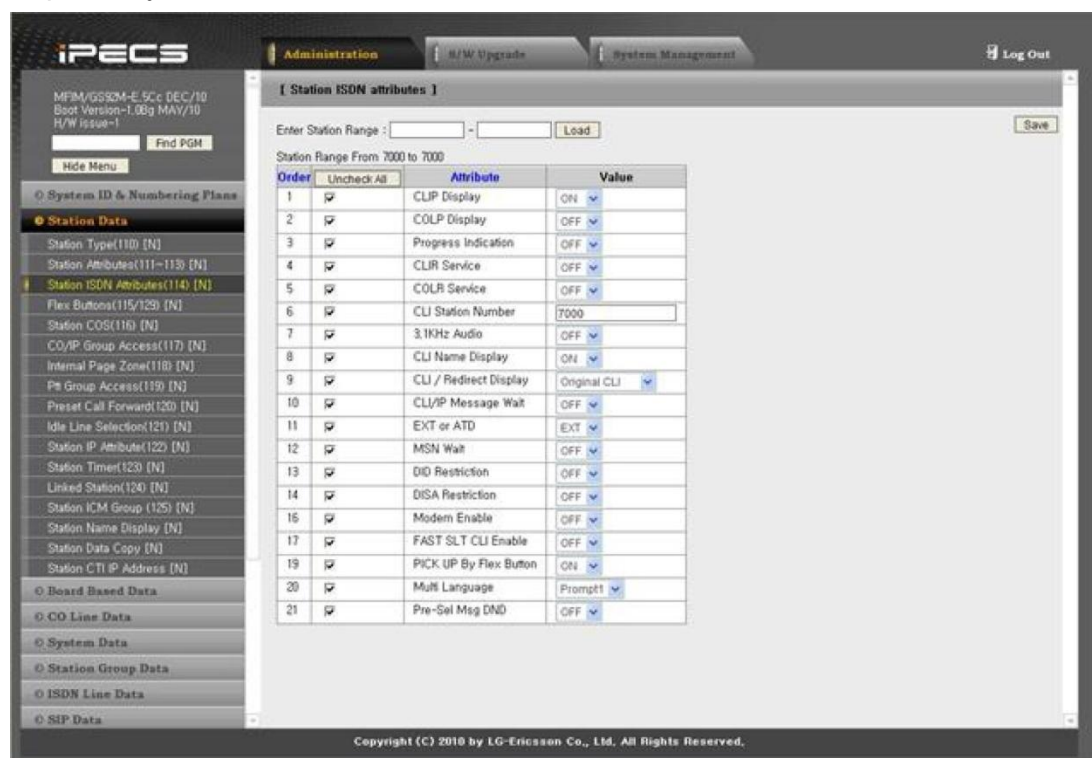 iPECS
Administration
S/W Upgrade
System Management
Log Out
MFIM/GS92M-E.5Cc DEC/10
Boot Version-1.0Bg MAY/10
H/W issue-1
Find PGM
Hide Menu
System ID & Numbering Plans
Station Data
Station Type(110) [N]
Station Attributes(111~113) [N]
Station ISDN Attributes(114) [N]
Flex Buttons(115/129) [N]
Station COS(116) [N]
CO/IP Group Access(117) [N]
Internal Page Zone(118) [N]
Ptt Group Access(119) [N]
Preset Call Forward(120) [N]
Idle Line Selection(121) [N]
Station IP Attribute(122) [N]
Station Timer(123) [N]
Linked Station(124) [N]
Station ICM Group (125) [N]
Station Name Display [N]
Station Data Copy [N]
Station CTI IP Address [N]
Board Based Data
CO Line Data
System Data
Station Group Data
ISDN Line Data
SIP Data
[ Station ISDN attributes ]
Enter Station Range : - Load Save
Station Range From 7000 to 7000
Order Uncheck All Attribute Value
1 CLIP Display ON
2 COLP Display OFF
3 Progress Indication OFF
4 CLIR Service OFF
5 COLR Service OFF
6 CLI Station Number 7000
7 3.1KHz Audio OFF
8 CLI Name Display ON
9 CLI / Redirect Display Original CLI
10 CLI/IP Message Wait OFF
11 EXT or ATD EXT
12 MSN Wait OFF
13 DID Restriction OFF
14 DISA Restriction OFF
16 Modem Enable OFF
17 FAST SLT CLI Enable OFF
19 PICK UP By Flex Button ON
20 Multi Language Prompt1
21 Pre-Sel Msg DND OFF
Copyright (C) 2010 by LG-Ericsson Co., Ltd, All Rights Reserved,